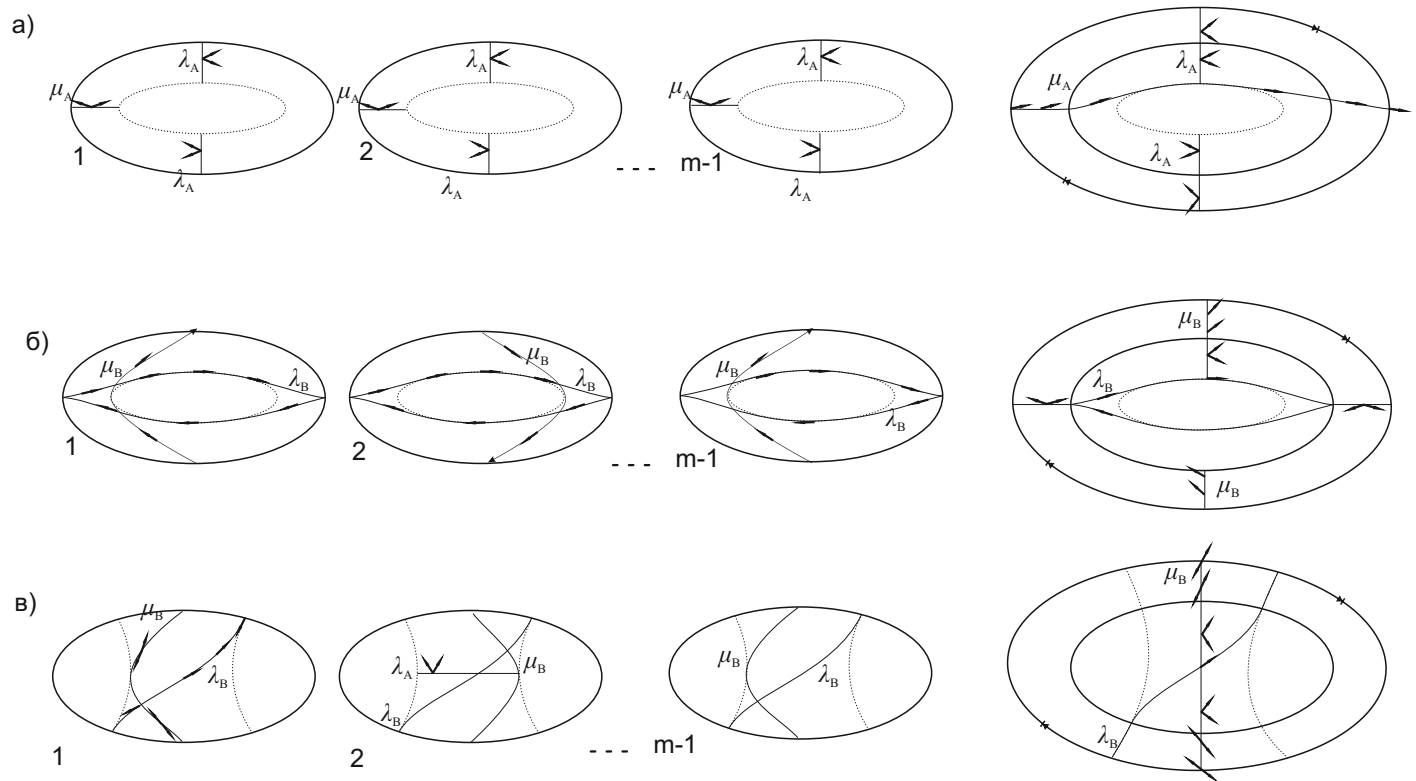 а)
λA λA λA λA
μA μA μA μA
1 2 - - - m-1
λA λA λA λA
б)
μB
μB μB μB
λB λB λB
λB
1 2 - - - m-1
μB
в)
μB μB
λA μB μB
λB λB
λB λB
1 2 - - - m-1